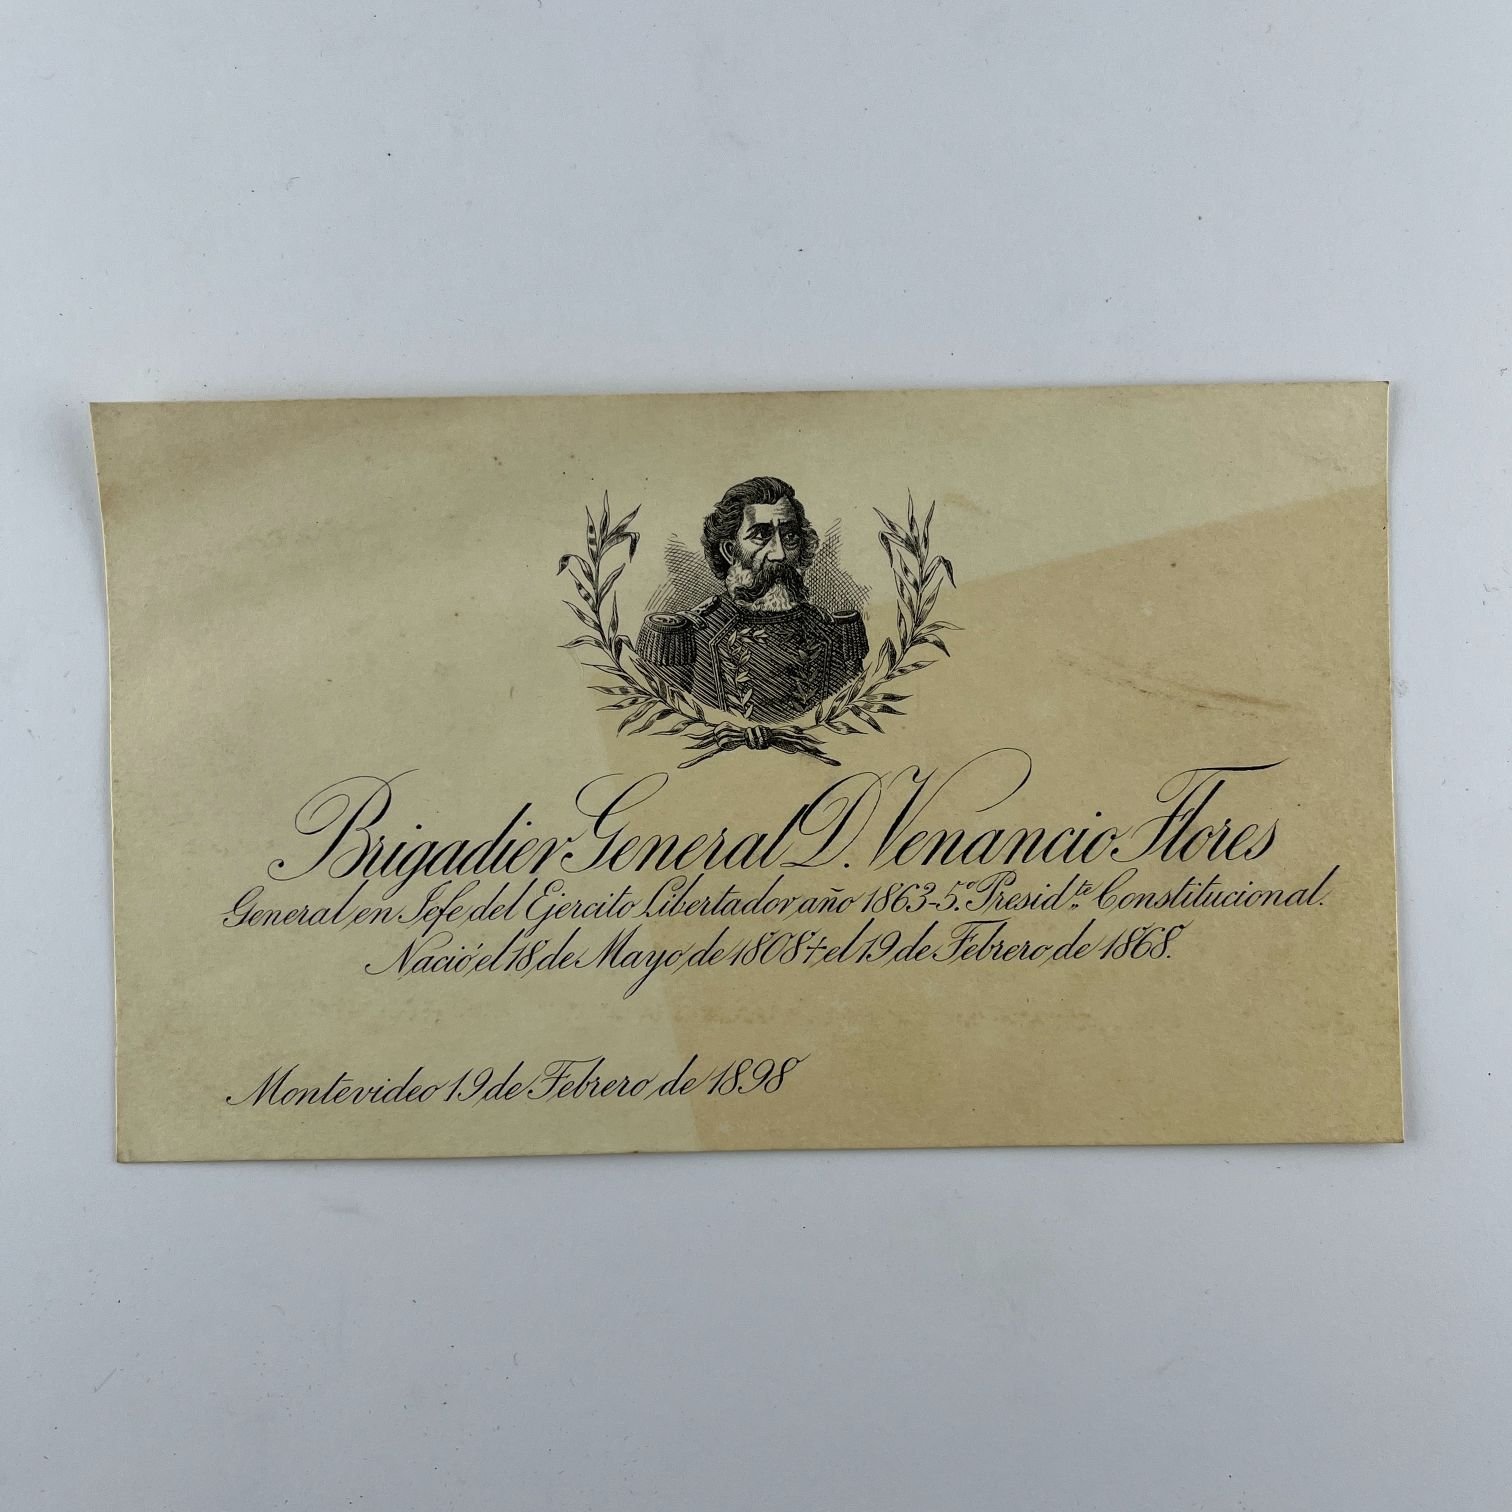 Brigadier General D. Venancio Flores
General en Jefe del Ejercito Libertador año 1863-5.º Presid.te Constitucional.
Nació el 18 de Mayo de 1808 † el 19 de Febrero de 1868.
Montevideo 19 de Febrero de 1898